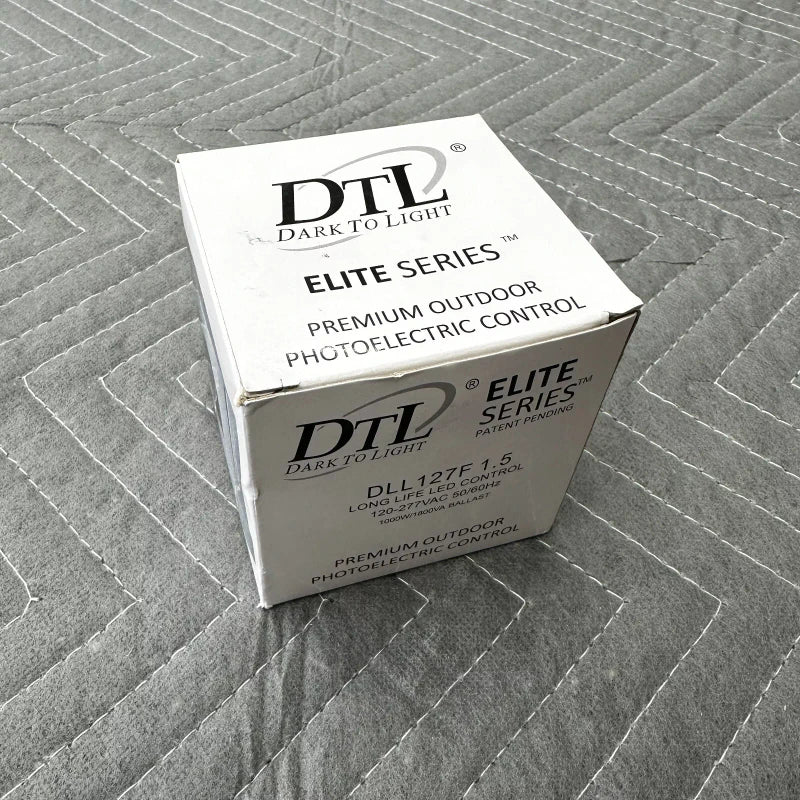 DTL®
DARK TO LIGHT
ELITE SERIES™
PREMIUM OUTDOOR
PHOTOELECTRIC CONTROL
DTL®
DARK TO LIGHT
ELITE
SERIES™
PATENT PENDING
DLL127F 1.5
LONG LIFE LED CONTROL
120-277VAC 50/60Hz
1000W/1800VA BALLAST
PREMIUM OUTDOOR
PHOTOELECTRIC CONTROL